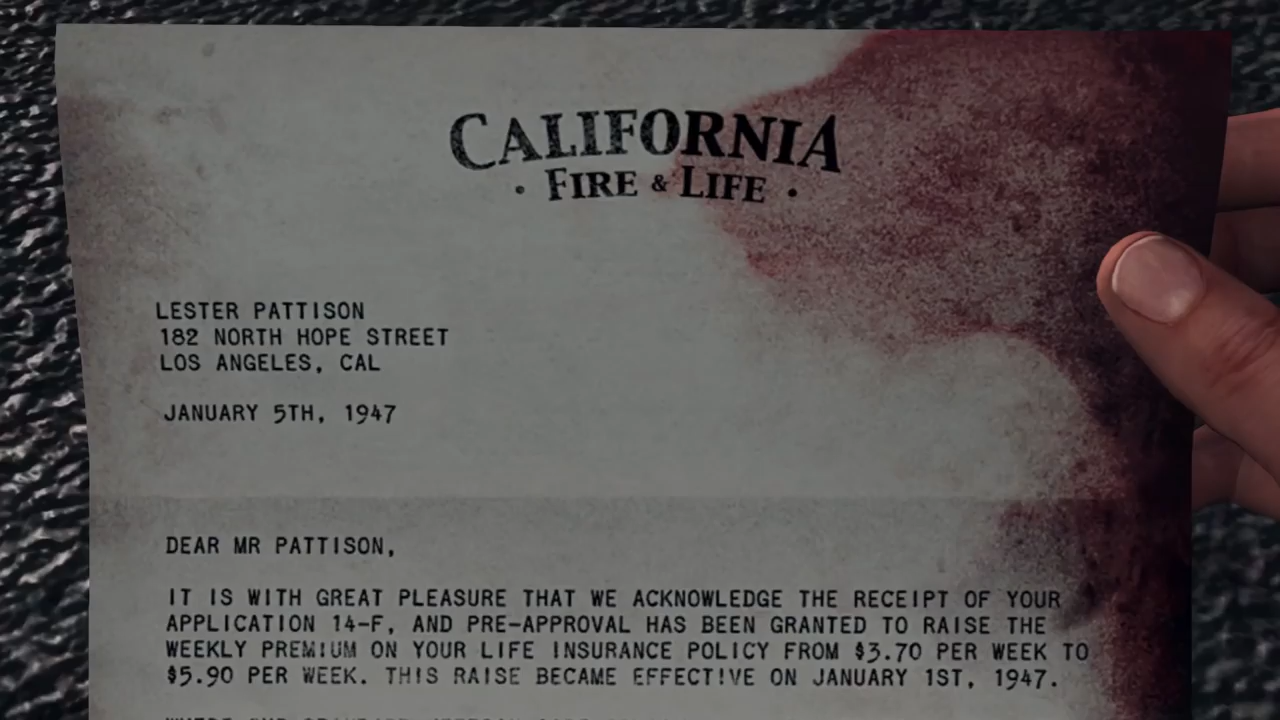 CALIFORNIA
• FIRE & LIFE •
LESTER PATTISON
182 NORTH HOPE STREET
LOS ANGELES, CAL
JANUARY 5TH, 1947
DEAR MR PATTISON,
IT IS WITH GREAT PLEASURE THAT WE ACKNOWLEDGE THE RECEIPT OF YOUR
APPLICATION 14-F, AND PRE-APPROVAL HAS BEEN GRANTED TO RAISE THE
WEEKLY PREMIUM ON YOUR LIFE INSURANCE POLICY FROM $3.70 PER WEEK TO
$5.90 PER WEEK. THIS RAISE BECAME EFFECTIVE ON JANUARY 1ST, 1947.